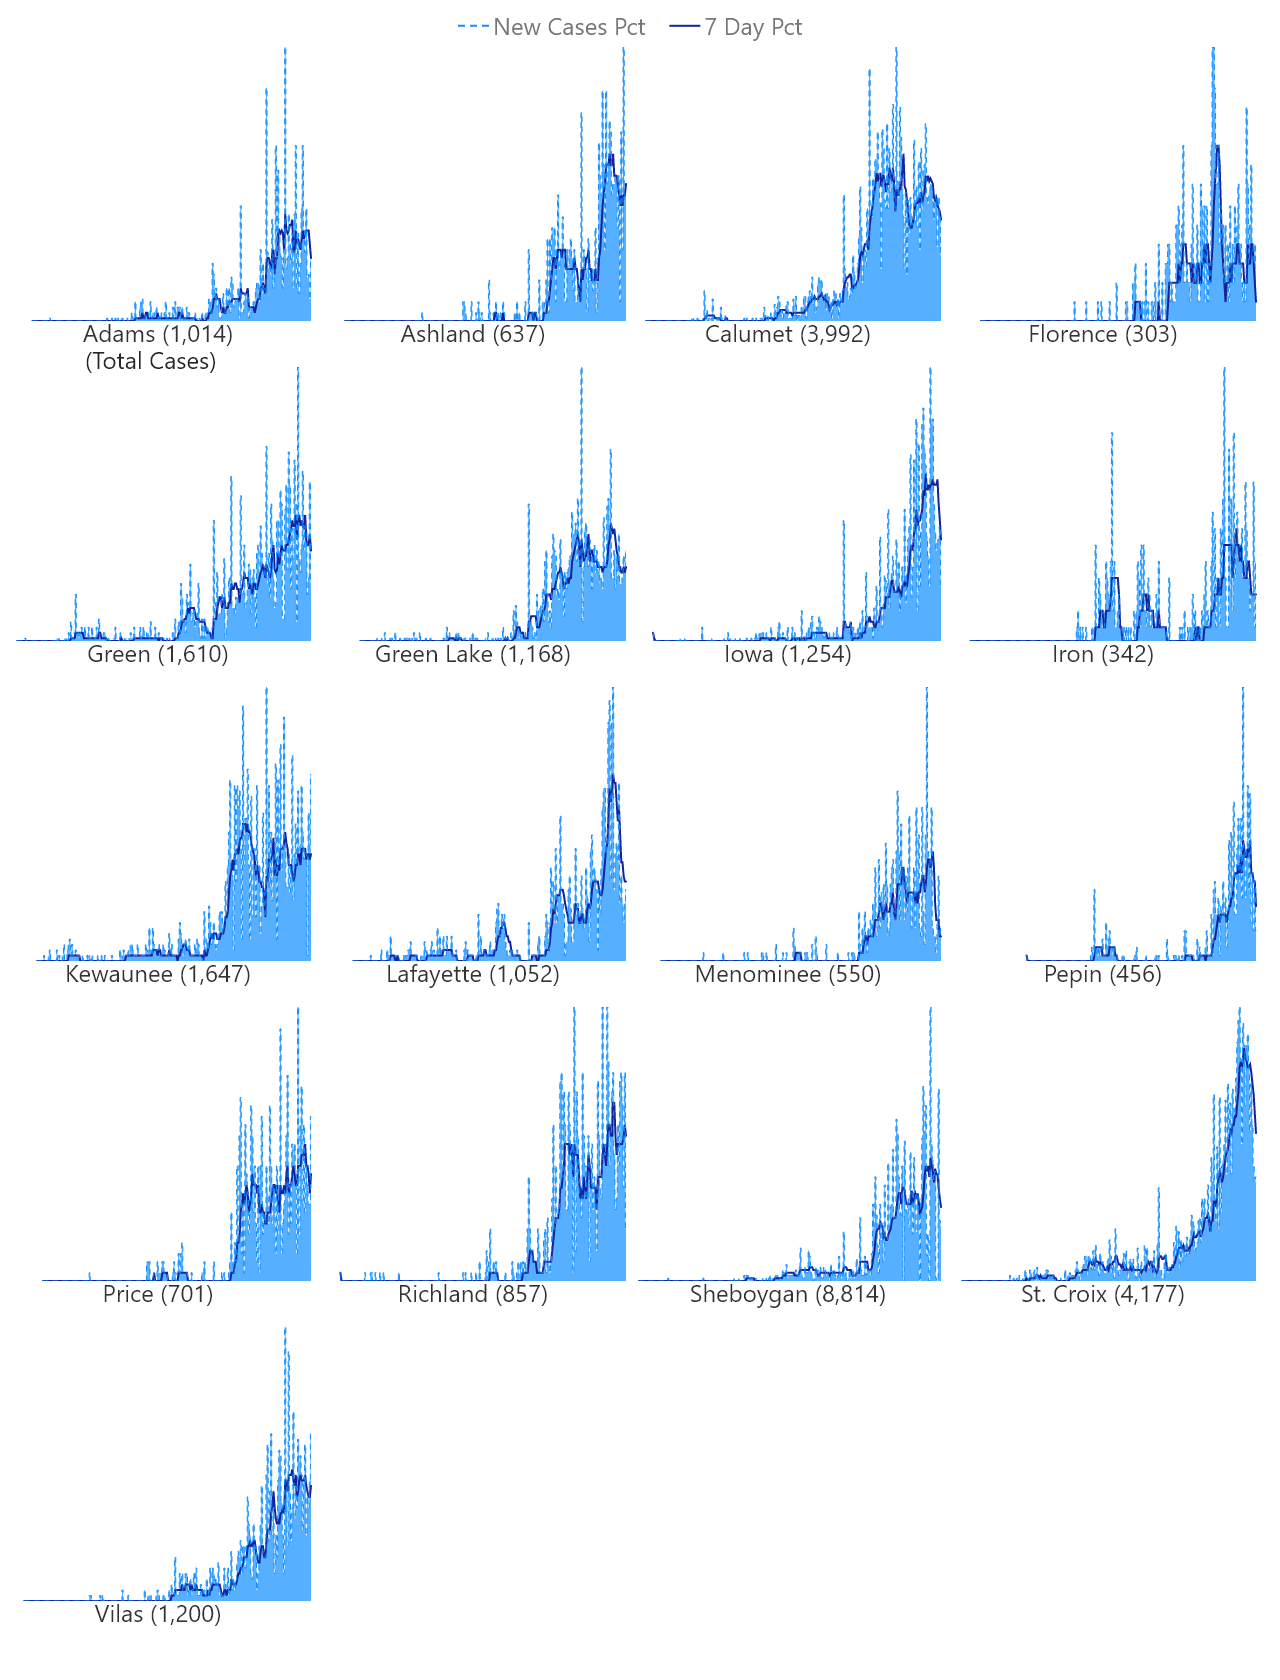 New Cases Pct 7 Day Pct
Adams (1,014) Ashland (637) Calumet (3,992) Florence (303)
(Total Cases)
Green (1,610) Green Lake (1,168) Iowa (1,254) Iron (342)
Kewaunee (1,647) Lafayette (1,052) Menominee (550) Pepin (456)
Price (701) Richland (857) Sheboygan (8,814) St. Croix (4,177)
Vilas (1,200)